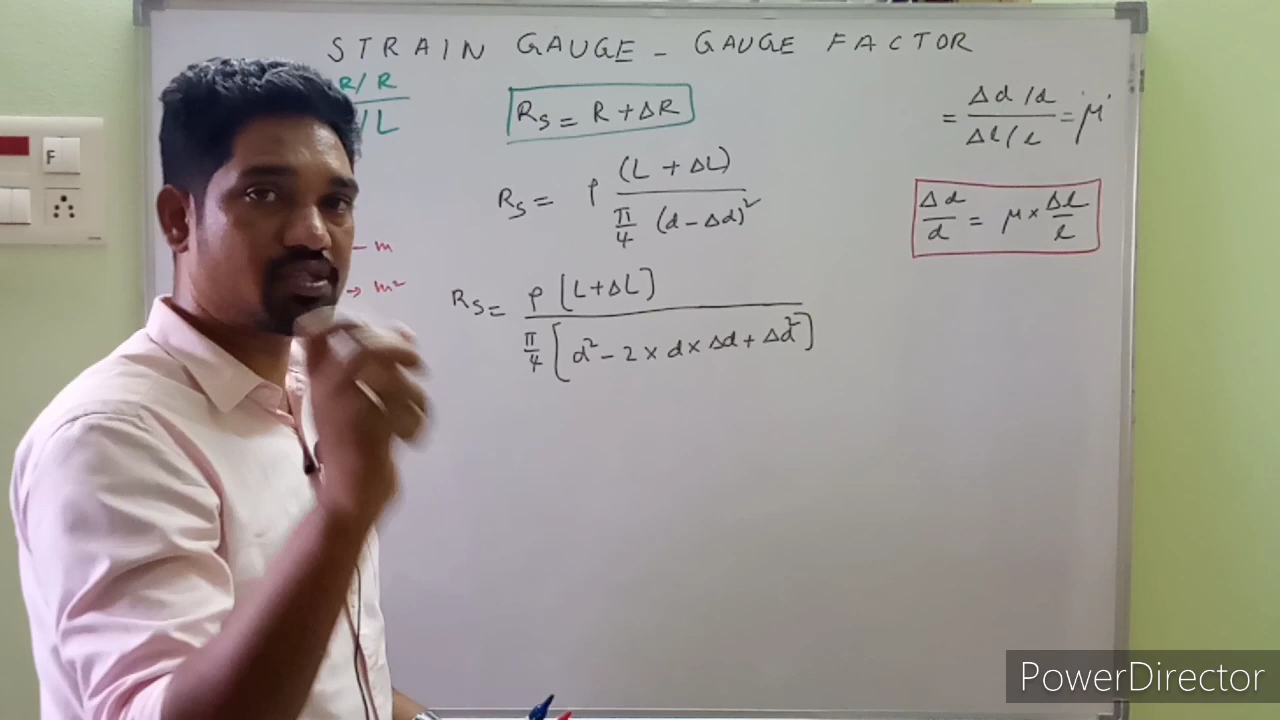 STRAIN GAUGE - GAUGE FACTOR
R/R
/L
Rs = R + ΔR
Rs = ρ (L + ΔL) / π/4 (d - Δd)²
- m
→ m²
Rs = ρ [L+ΔL] / π/4 [d² - 2 × d × Δd + Δd²]
= Δd/d / Δl/l = μ
Δd/d = μ × Δl/l
F
PowerDirector